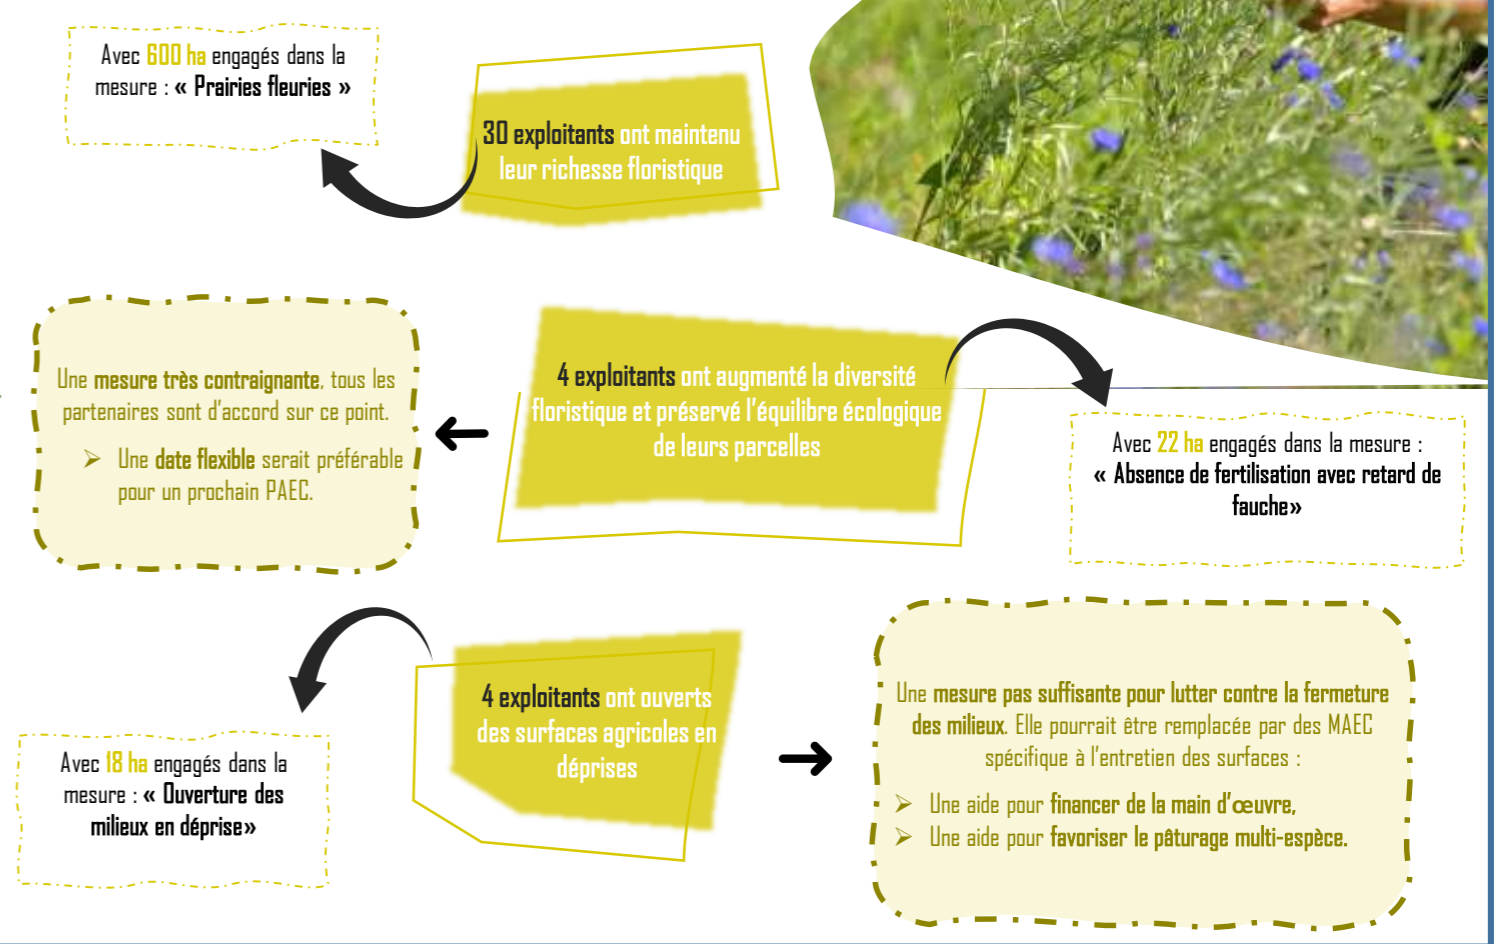 Avec 600 ha engagés dans la
mesure : « Prairies fleuries »
30 exploitants ont maintenu
leur richesse floristique
4 exploitants ont augmenté la diversité
floristique et préservé l'équilibre écologique
de leurs parcelles
Une mesure très contraignante, tous les
partenaires sont d'accord sur ce point.
➢ Une date flexible serait préférable
pour un prochain PAEC.
Avec 22 ha engagés dans la mesure :
« Absence de fertilisation avec retard de
fauche»
4 exploitants ont ouverts
des surfaces agricoles en
déprises
Avec 18 ha engagés dans la
mesure : « Ouverture des
milieux en déprise»
Une mesure pas suffisante pour lutter contre la fermeture
des milieux. Elle pourrait être remplacée par des MAEC
spécifique à l'entretien des surfaces :
➢ Une aide pour financer de la main d'œuvre,
➢ Une aide pour favoriser le pâturage multi-espèce.